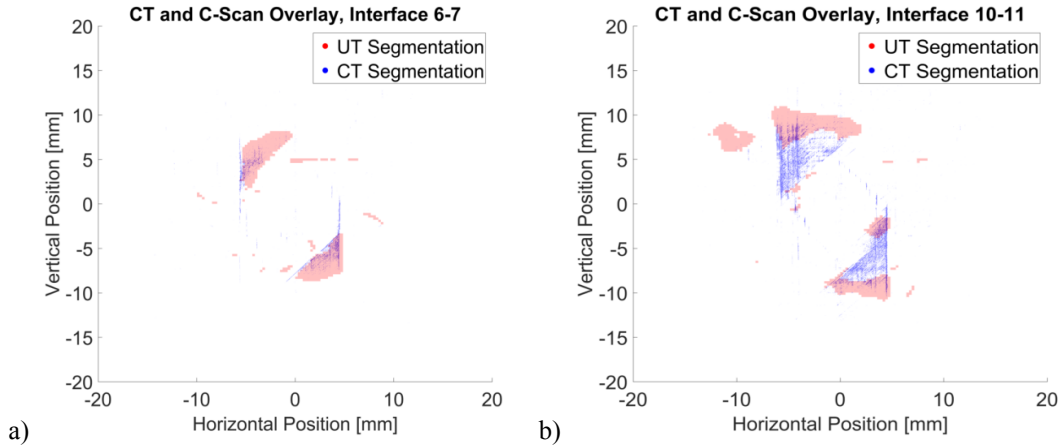 CT and C-Scan Overlay, Interface 6-7
UT Segmentation
CT Segmentation
Vertical Position [mm]
20
15
10
5
0
-5
-10
-15
-20
-20
-10
0
10
20
Horizontal Position [mm]
a)
CT and C-Scan Overlay, Interface 10-11
UT Segmentation
CT Segmentation
Vertical Position [mm]
20
15
10
5
0
-5
-10
-15
-20
-20
-10
0
10
20
Horizontal Position [mm]
b)